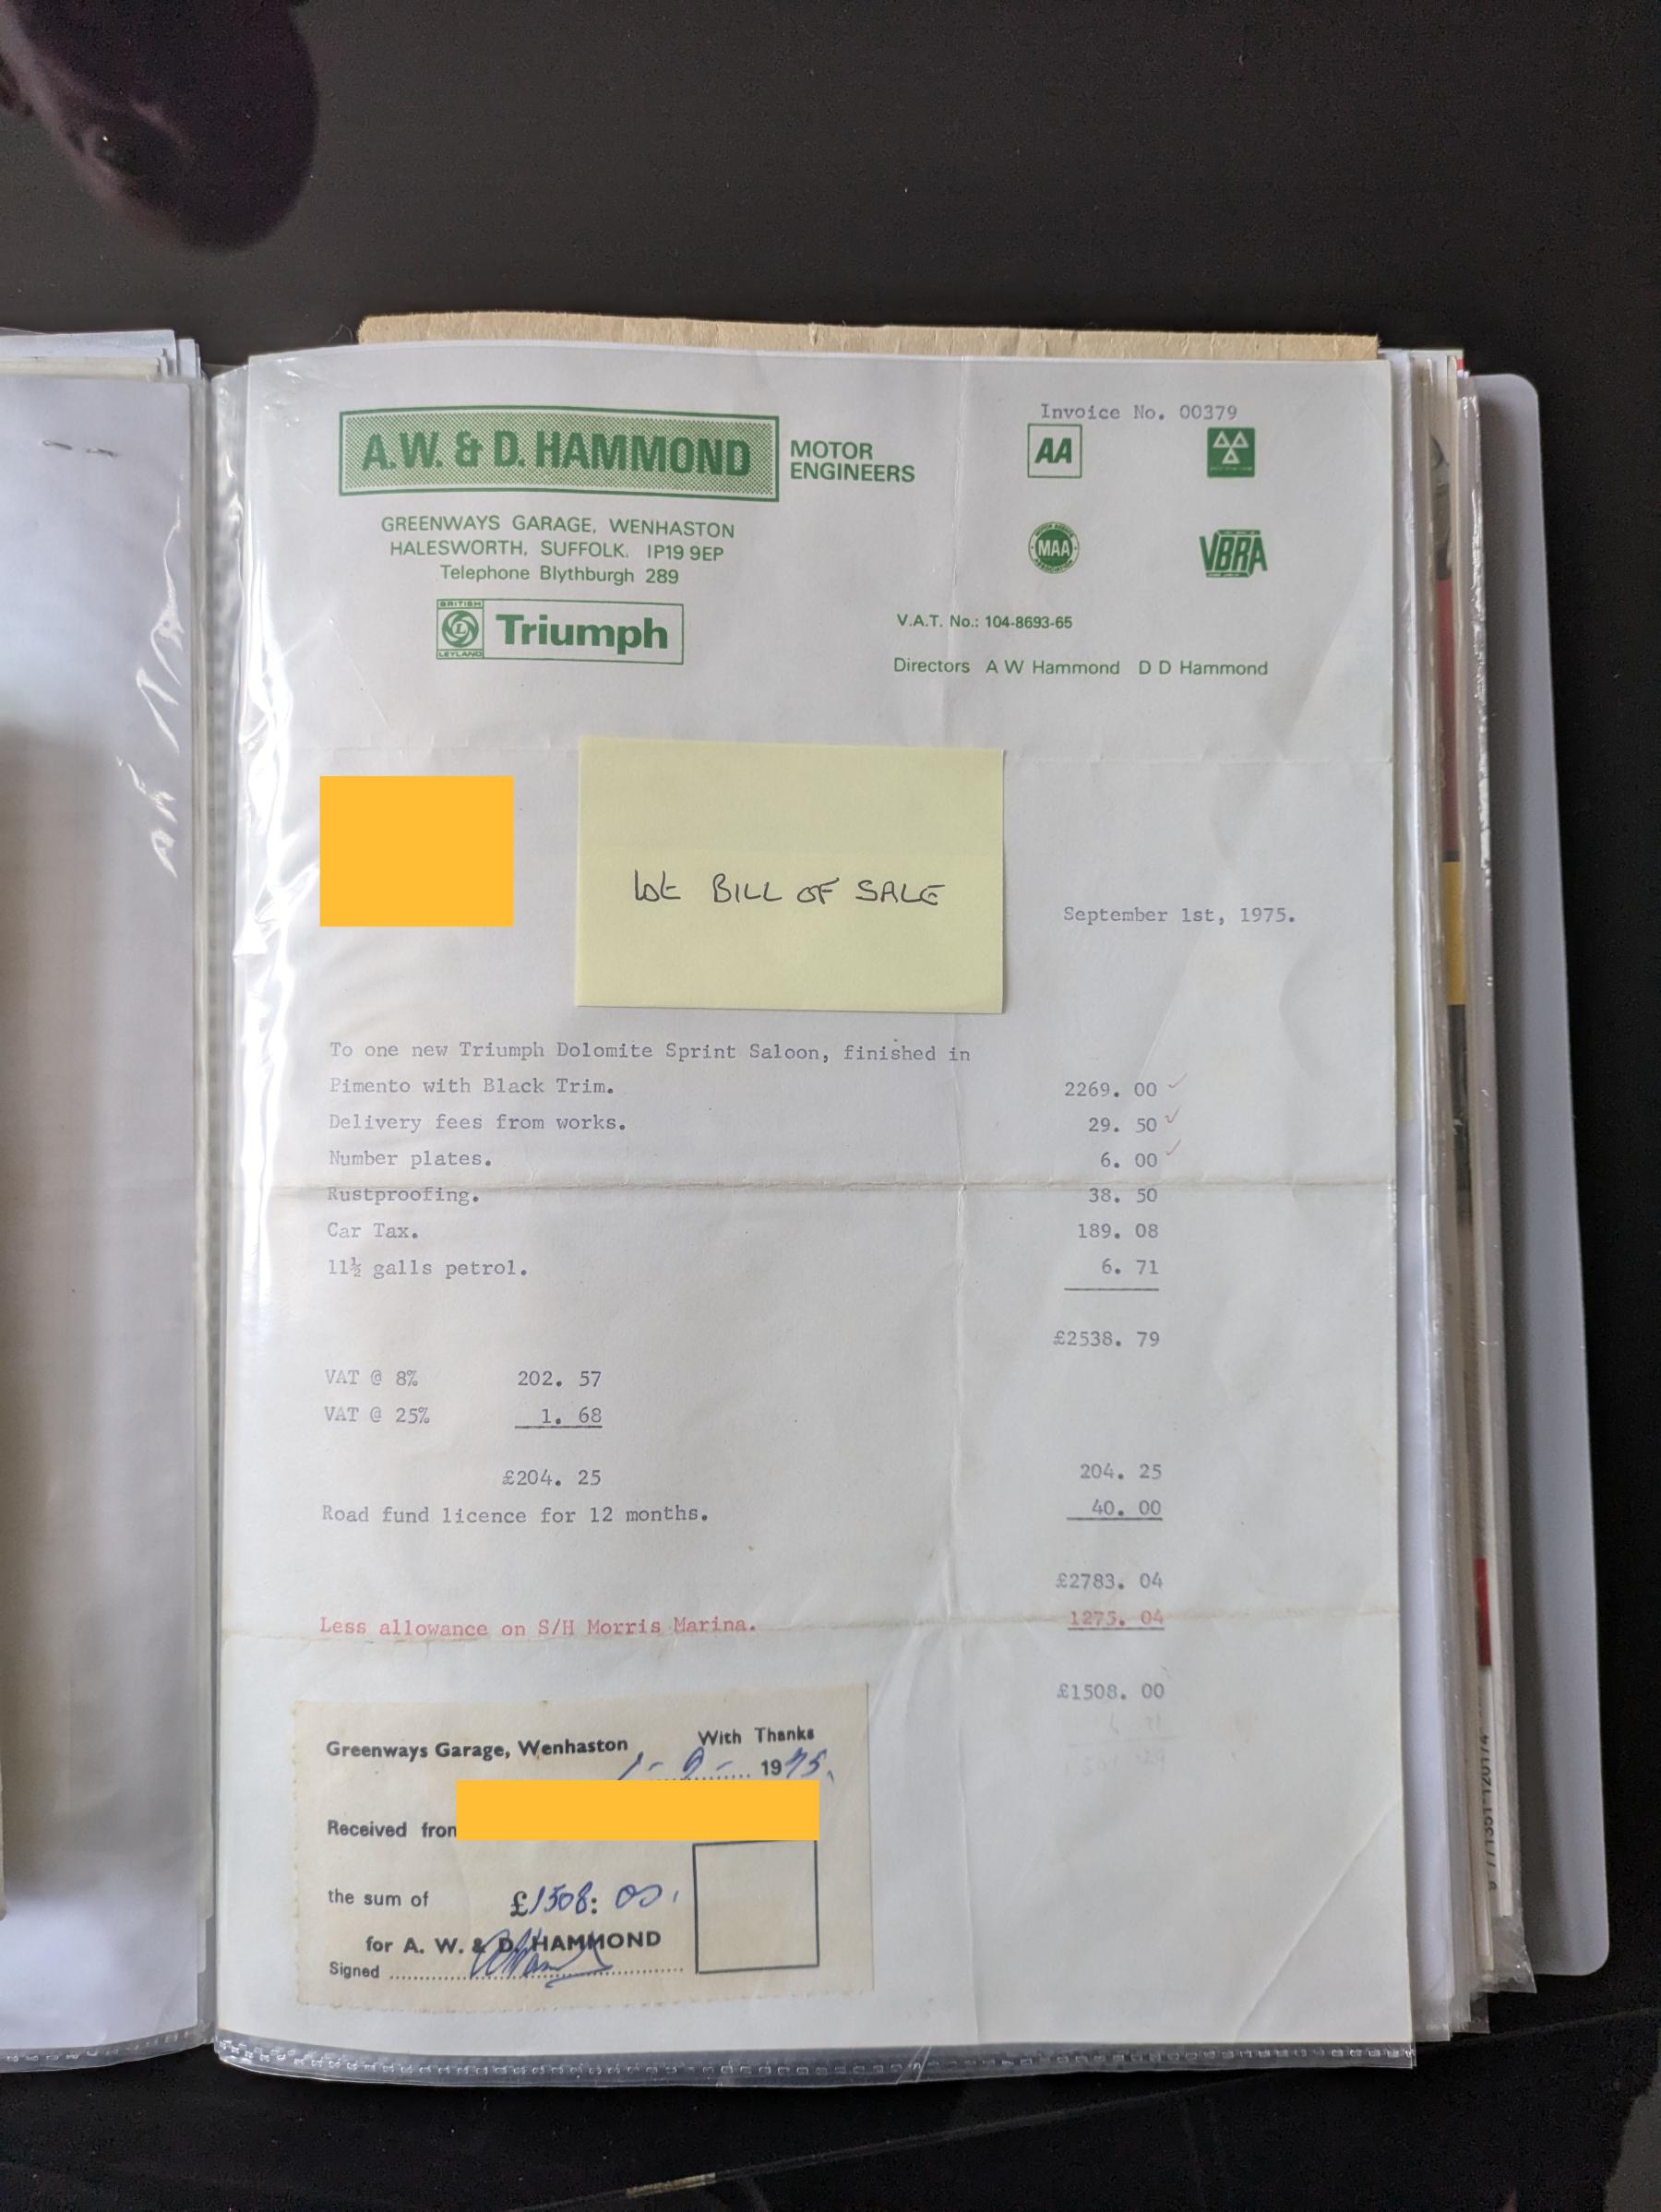 Invoice No. 00379
A.W. & D. HAMMOND
MOTOR
ENGINEERS
AA
MAA
VBRA
GREENWAYS GARAGE, WENHASTON
HALESWORTH, SUFFOLK. IP19 9EP
Telephone Blythburgh 289
BRITISH
LEYLAND
Triumph
V.A.T. No.: 104-8693-65
Directors A W Hammond D D Hammond
BILL OF SALE
September 1st, 1975.
To one new Triumph Dolomite Sprint Saloon, finished in
Pimento with Black Trim. 2269. 00
Delivery fees from works. 29. 50
Number plates. 6. 00
Rustproofing. 38. 50
Car Tax. 189. 08
11½ galls petrol. 6. 71
£2538. 79
VAT @ 8% 202. 57
VAT @ 25% 1. 68
£204. 25 204. 25
Road fund licence for 12 months. 40. 00
£2783. 04
Less allowance on S/H Morris Marina. 1275. 04
£1508. 00
Greenways Garage, Wenhaston With Thanks
1 - 9 - 1975.
Received from
the sum of £1508: 00.
for A. W. & D. HAMMOND
Signed